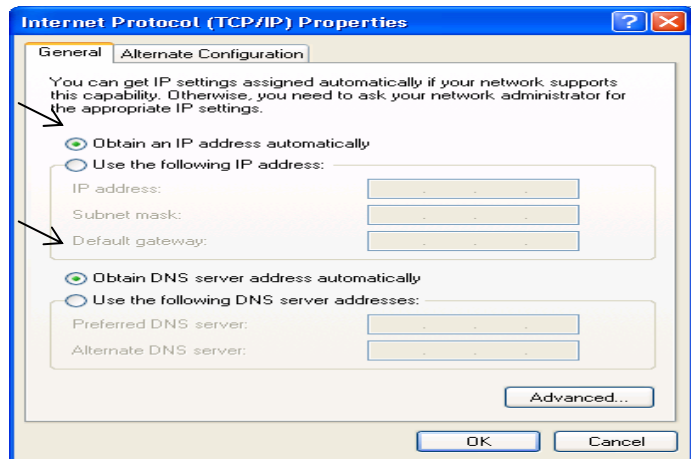 Internet Protocol (TCP/IP) Properties
General Alternate Configuration
You can get IP settings assigned automatically if your network supports
this capability. Otherwise, you need to ask your network administrator for
the appropriate IP settings.
Obtain an IP address automatically
Use the following IP address:
IP address:
Subnet mask:
Default gateway:
Obtain DNS server address automatically
Use the following DNS server addresses:
Preferred DNS server:
Alternate DNS server:
Advanced...
OK Cancel